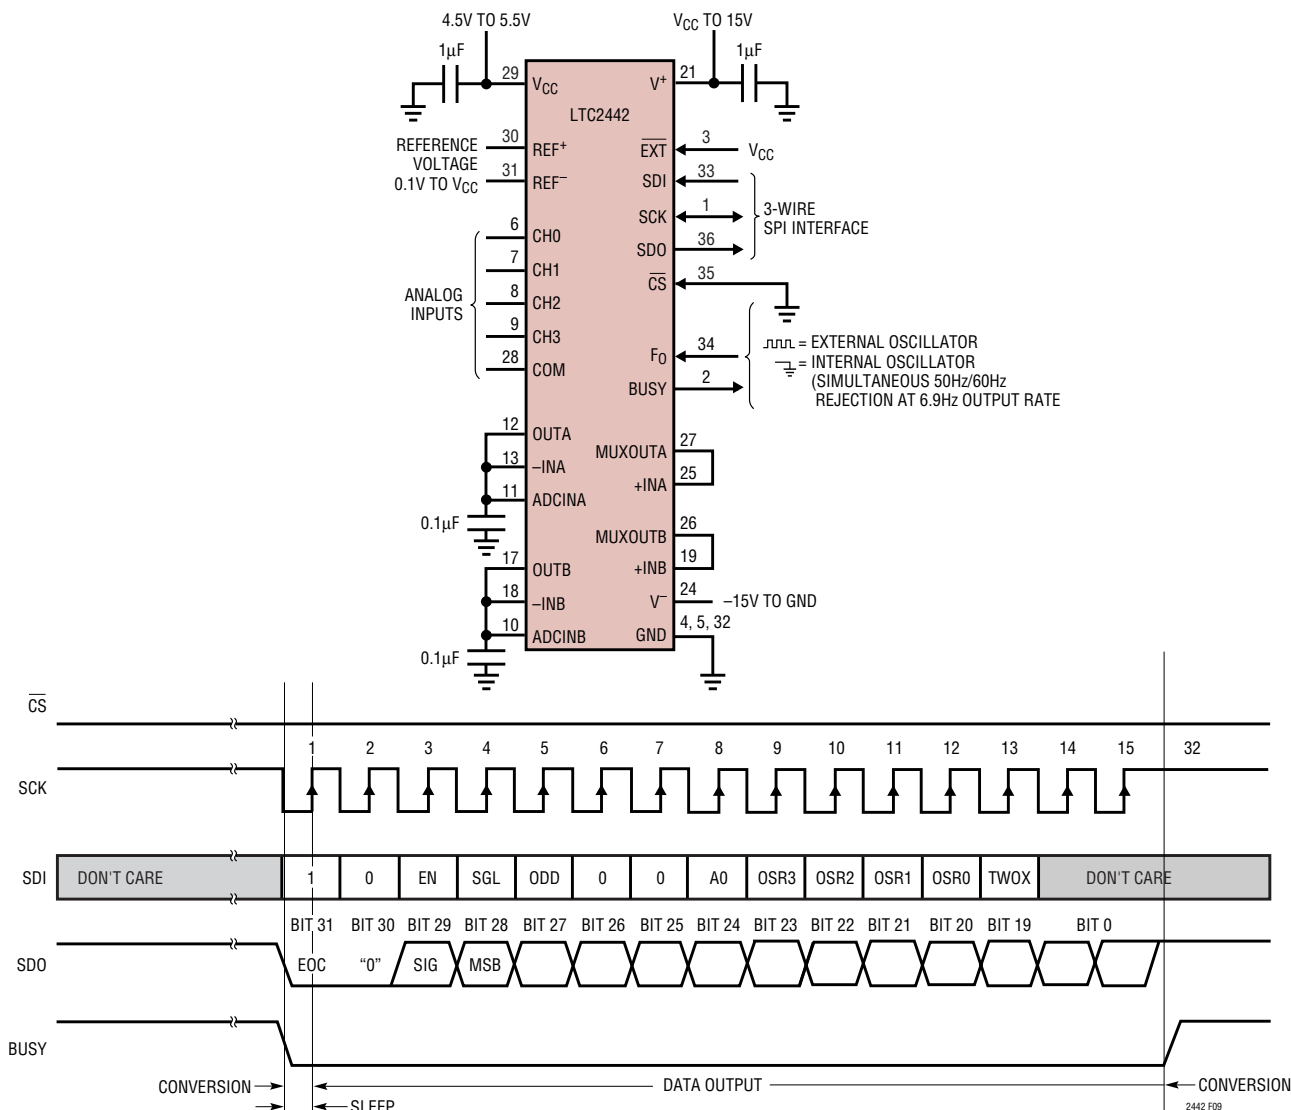 4.5V TO 5.5V
VCC TO 15V
1µF
1µF
29
VCC
V+
21
LTC2442
REFERENCE
VOLTAGE
0.1V TO VCC
30
REF+
31
REF–
EXT
3
VCC
SDI
33
SCK
1
SDO
36
3-WIRE
SPI INTERFACE
CS
35
ANALOG
INPUTS
6
CH0
7
CH1
8
CH2
9
CH3
28
COM
FO
34
BUSY
2
= EXTERNAL OSCILLATOR
= INTERNAL OSCILLATOR
(SIMULTANEOUS 50Hz/60Hz
REJECTION AT 6.9Hz OUTPUT RATE
12
OUTA
13
–INA
11
ADCINA
0.1µF
MUXOUTA
27
+INA
25
MUXOUTB
26
+INB
19
17
OUTB
18
–INB
10
ADCINB
0.1µF
V–
24
–15V TO GND
GND
4, 5, 32
CS
1 2 3 4 5 6 7 8 9 10 11 12 13 14 15 32
SCK
SDI DON'T CARE 1 0 EN SGL ODD 0 0 A0 OSR3 OSR2 OSR1 OSR0 TWOX DON'T CARE
BIT 31 BIT 30 BIT 29 BIT 28 BIT 27 BIT 26 BIT 25 BIT 24 BIT 23 BIT 22 BIT 21 BIT 20 BIT 19 BIT 0
SDO EOC "0" SIG MSB
BUSY
CONVERSION DATA OUTPUT CONVERSION
SLEEP
2442 F09